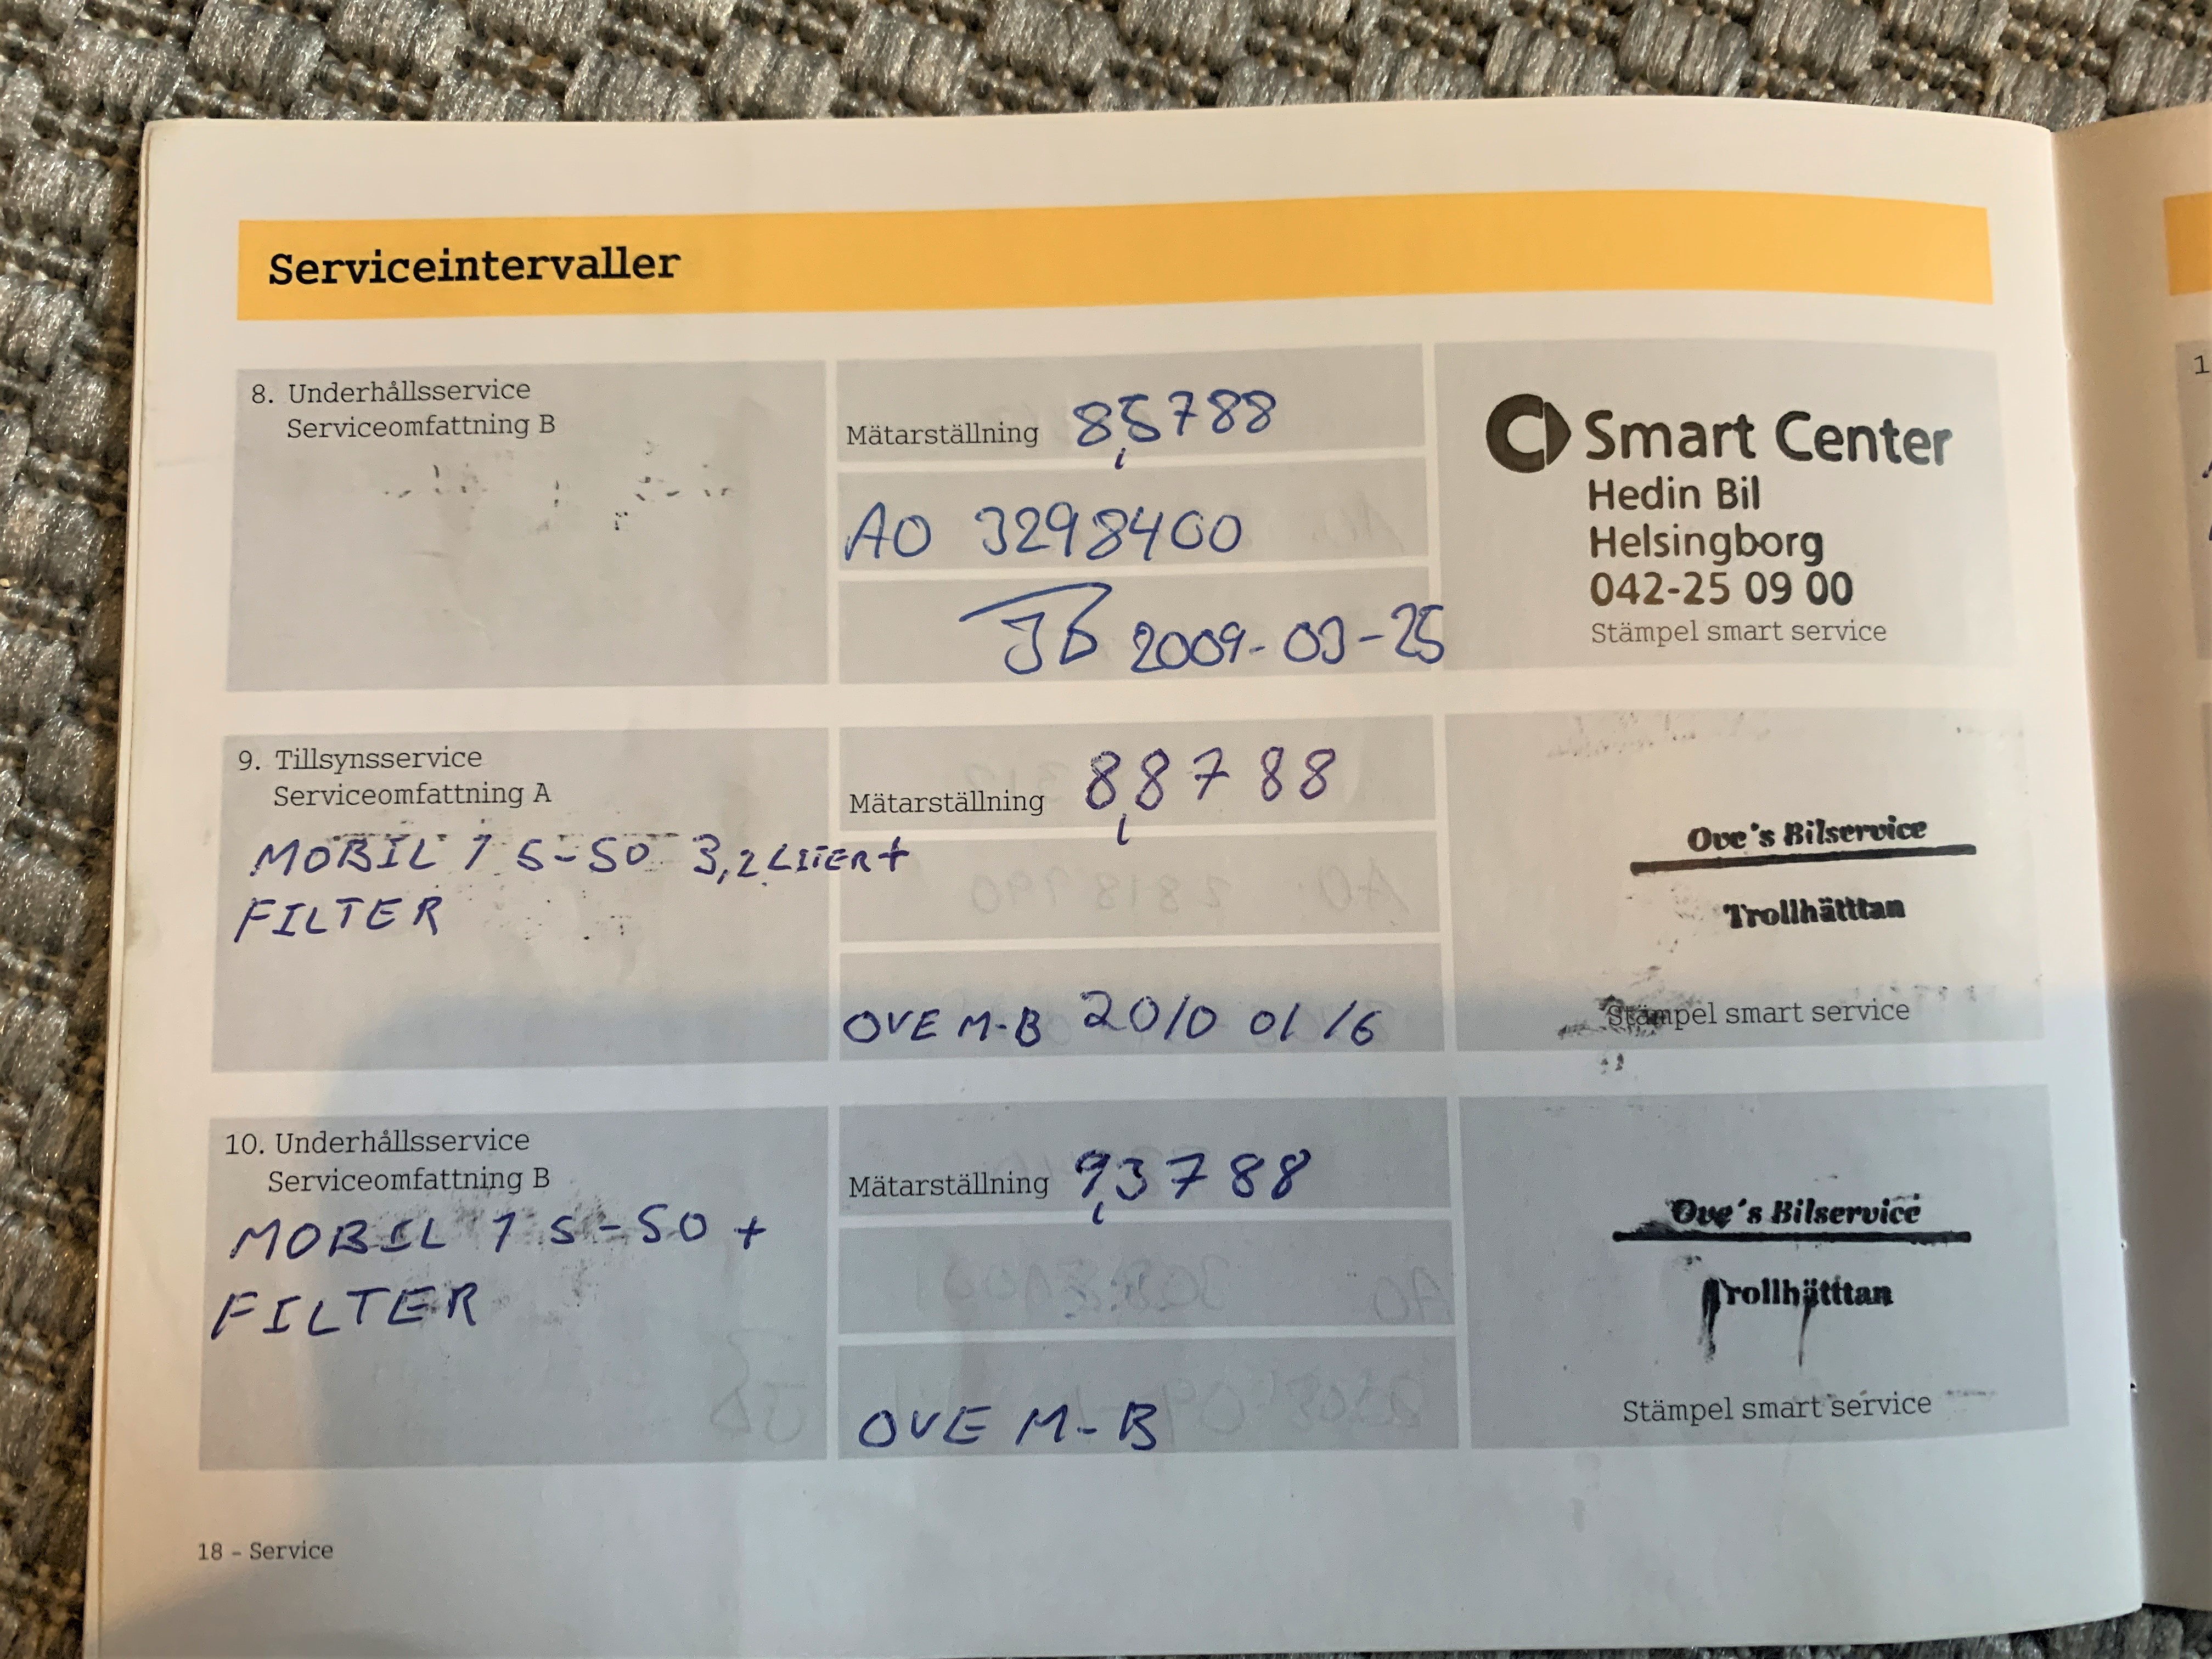 Serviceintervaller
8. Underhållsservice
Serviceomfattning B
Mätarställning 85788
AO 3298400
JB 2009-03-25
Smart Center
Hedin Bil
Helsingborg
042-25 09 00
Stämpel smart service
9. Tillsynsservice
Serviceomfattning A
MOBIL 1 5-50 3,2 LITER +
FILTER
Mätarställning 88788
OVE M-B 2010 01 16
Ove's Bilservice
Trollhätttan
Stämpel smart service
10. Underhållsservice
Serviceomfattning B
MOBIL 1 5-50 +
FILTER
Mätarställning 93788
OVE M-B
Ove's Bilservice
Trollhätttan
Stämpel smart service
18 - Service
1